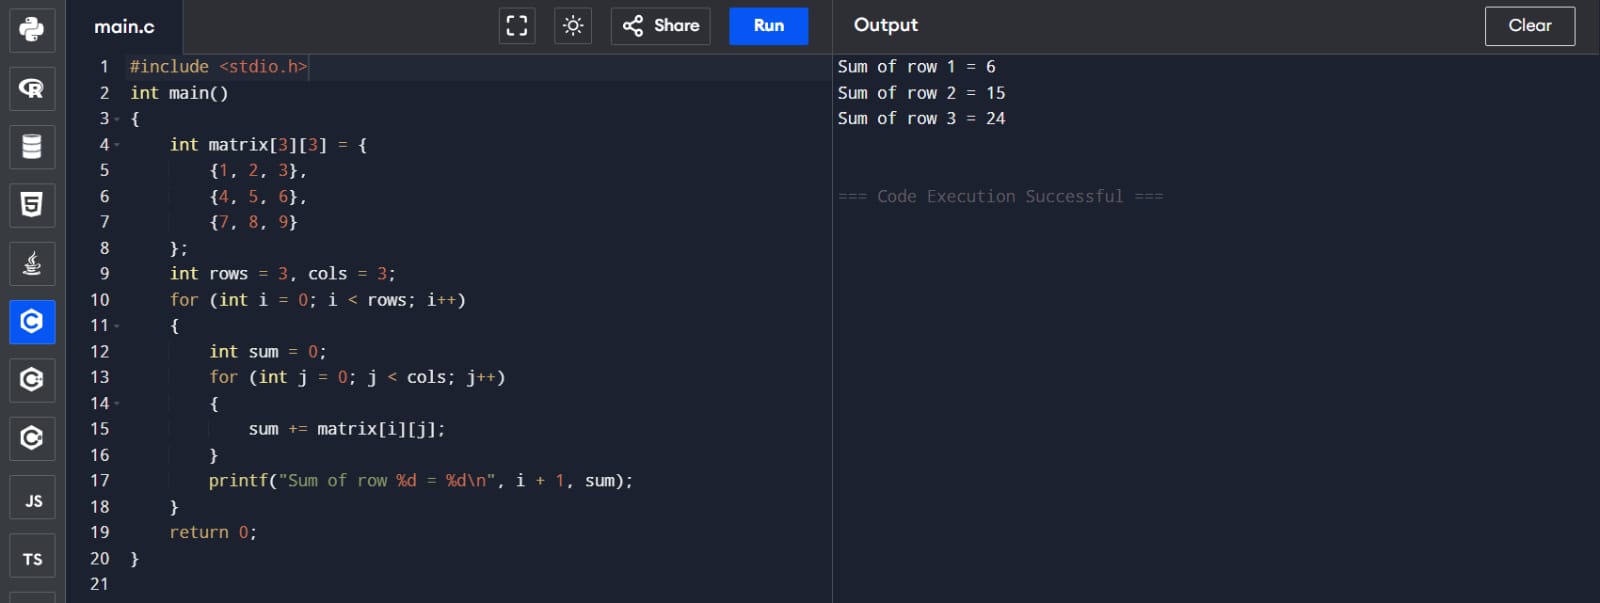 main.c
Share
Run
Output
Clear
1 #include <stdio.h>
2 int main()
3 {
4     int matrix[3][3] = {
5         {1, 2, 3},
6         {4, 5, 6},
7         {7, 8, 9}
8     };
9     int rows = 3, cols = 3;
10     for (int i = 0; i < rows; i++)
11     {
12         int sum = 0;
13         for (int j = 0; j < cols; j++)
14         {
15             sum += matrix[i][j];
16         }
17         printf("Sum of row %d = %d\n", i + 1, sum);
18     }
19     return 0;
20 }
21
Sum of row 1 = 6
Sum of row 2 = 15
Sum of row 3 = 24
=== Code Execution Successful ===
R
5
C
C
C
JS
TS